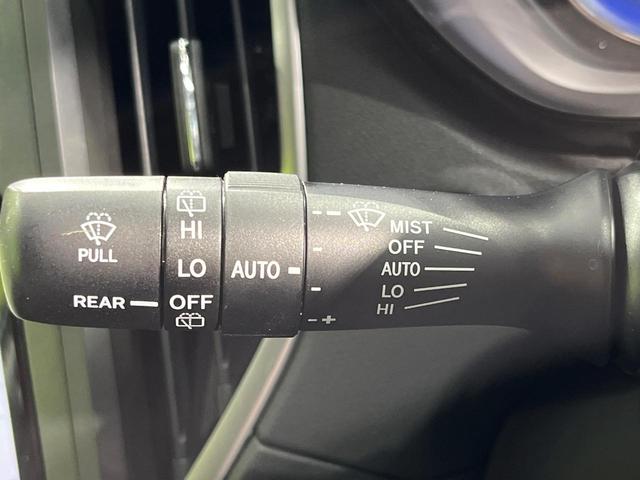 PULL
REAR
HI
LO
OFF
AUTO
- +
MIST
OFF
AUTO
LO
HI